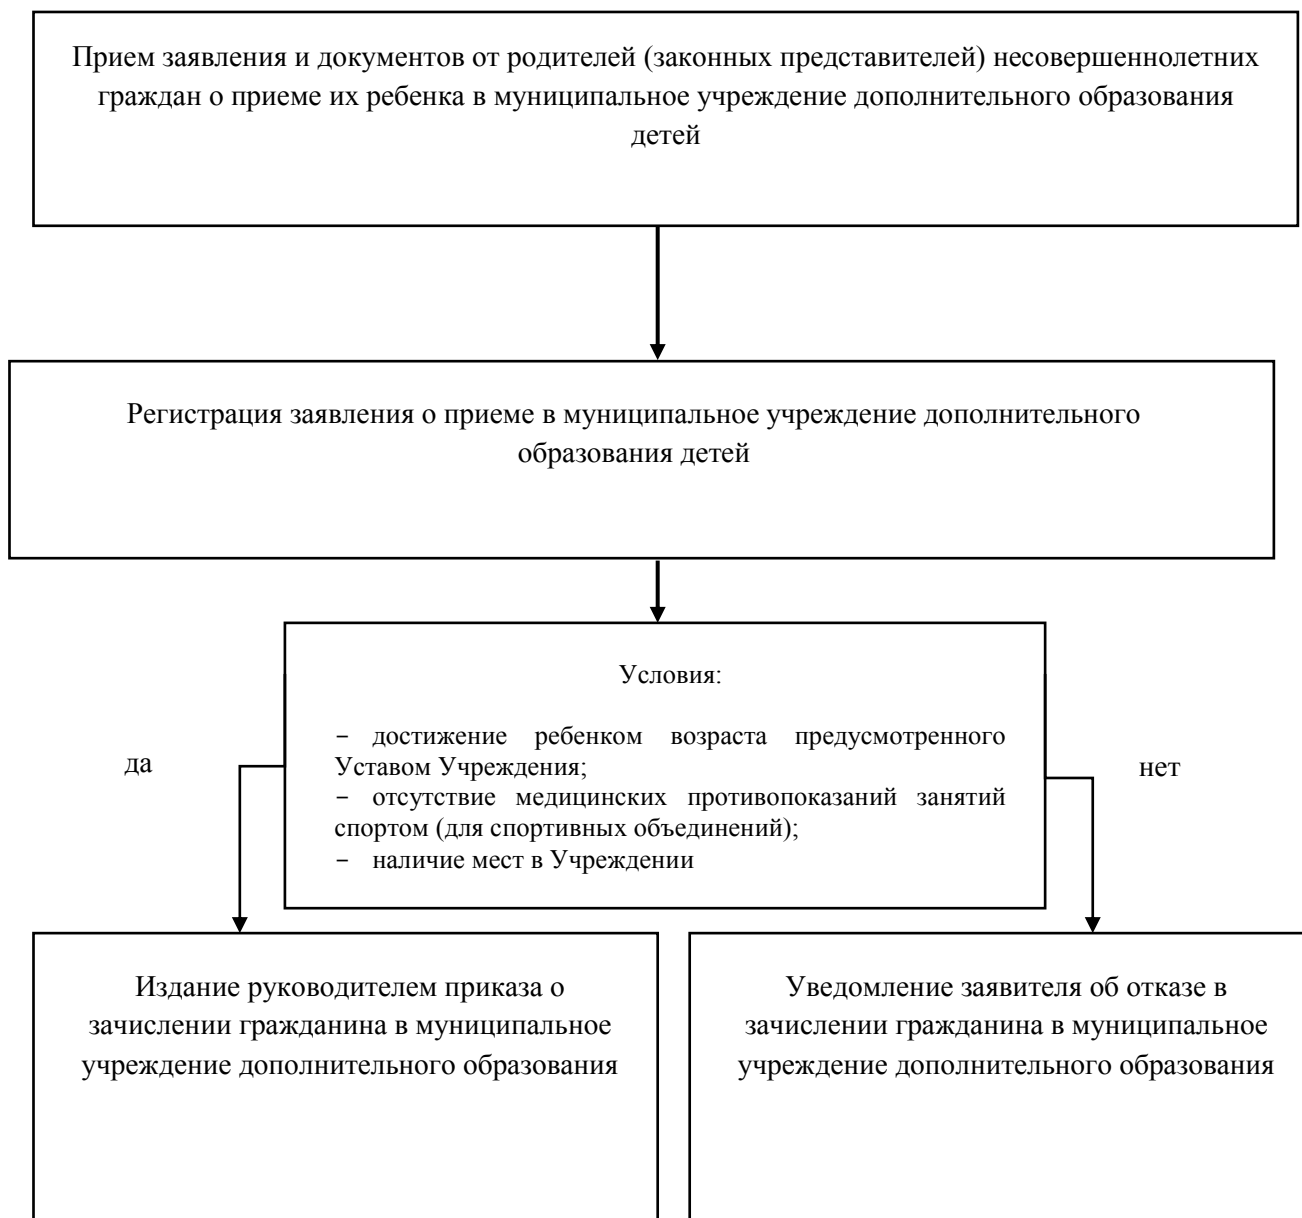 Прием заявления и документов от родителей (законных представителей) несовершеннолетних
граждан о приеме их ребенка в муниципальное учреждение дополнительного образования
детей
Регистрация заявления о приеме в муниципальное учреждение дополнительного
образования детей
Условия:
− достижение ребенком возраста предусмотренного
Уставом Учреждения;
− отсутствие медицинских противопоказаний занятий
спортом (для спортивных объединений);
− наличие мест в Учреждении
да
нет
Издание руководителем приказа о
зачислении гражданина в муниципальное
учреждение дополнительного образования
Уведомление заявителя об отказе в
зачислении гражданина в муниципальное
учреждение дополнительного образования